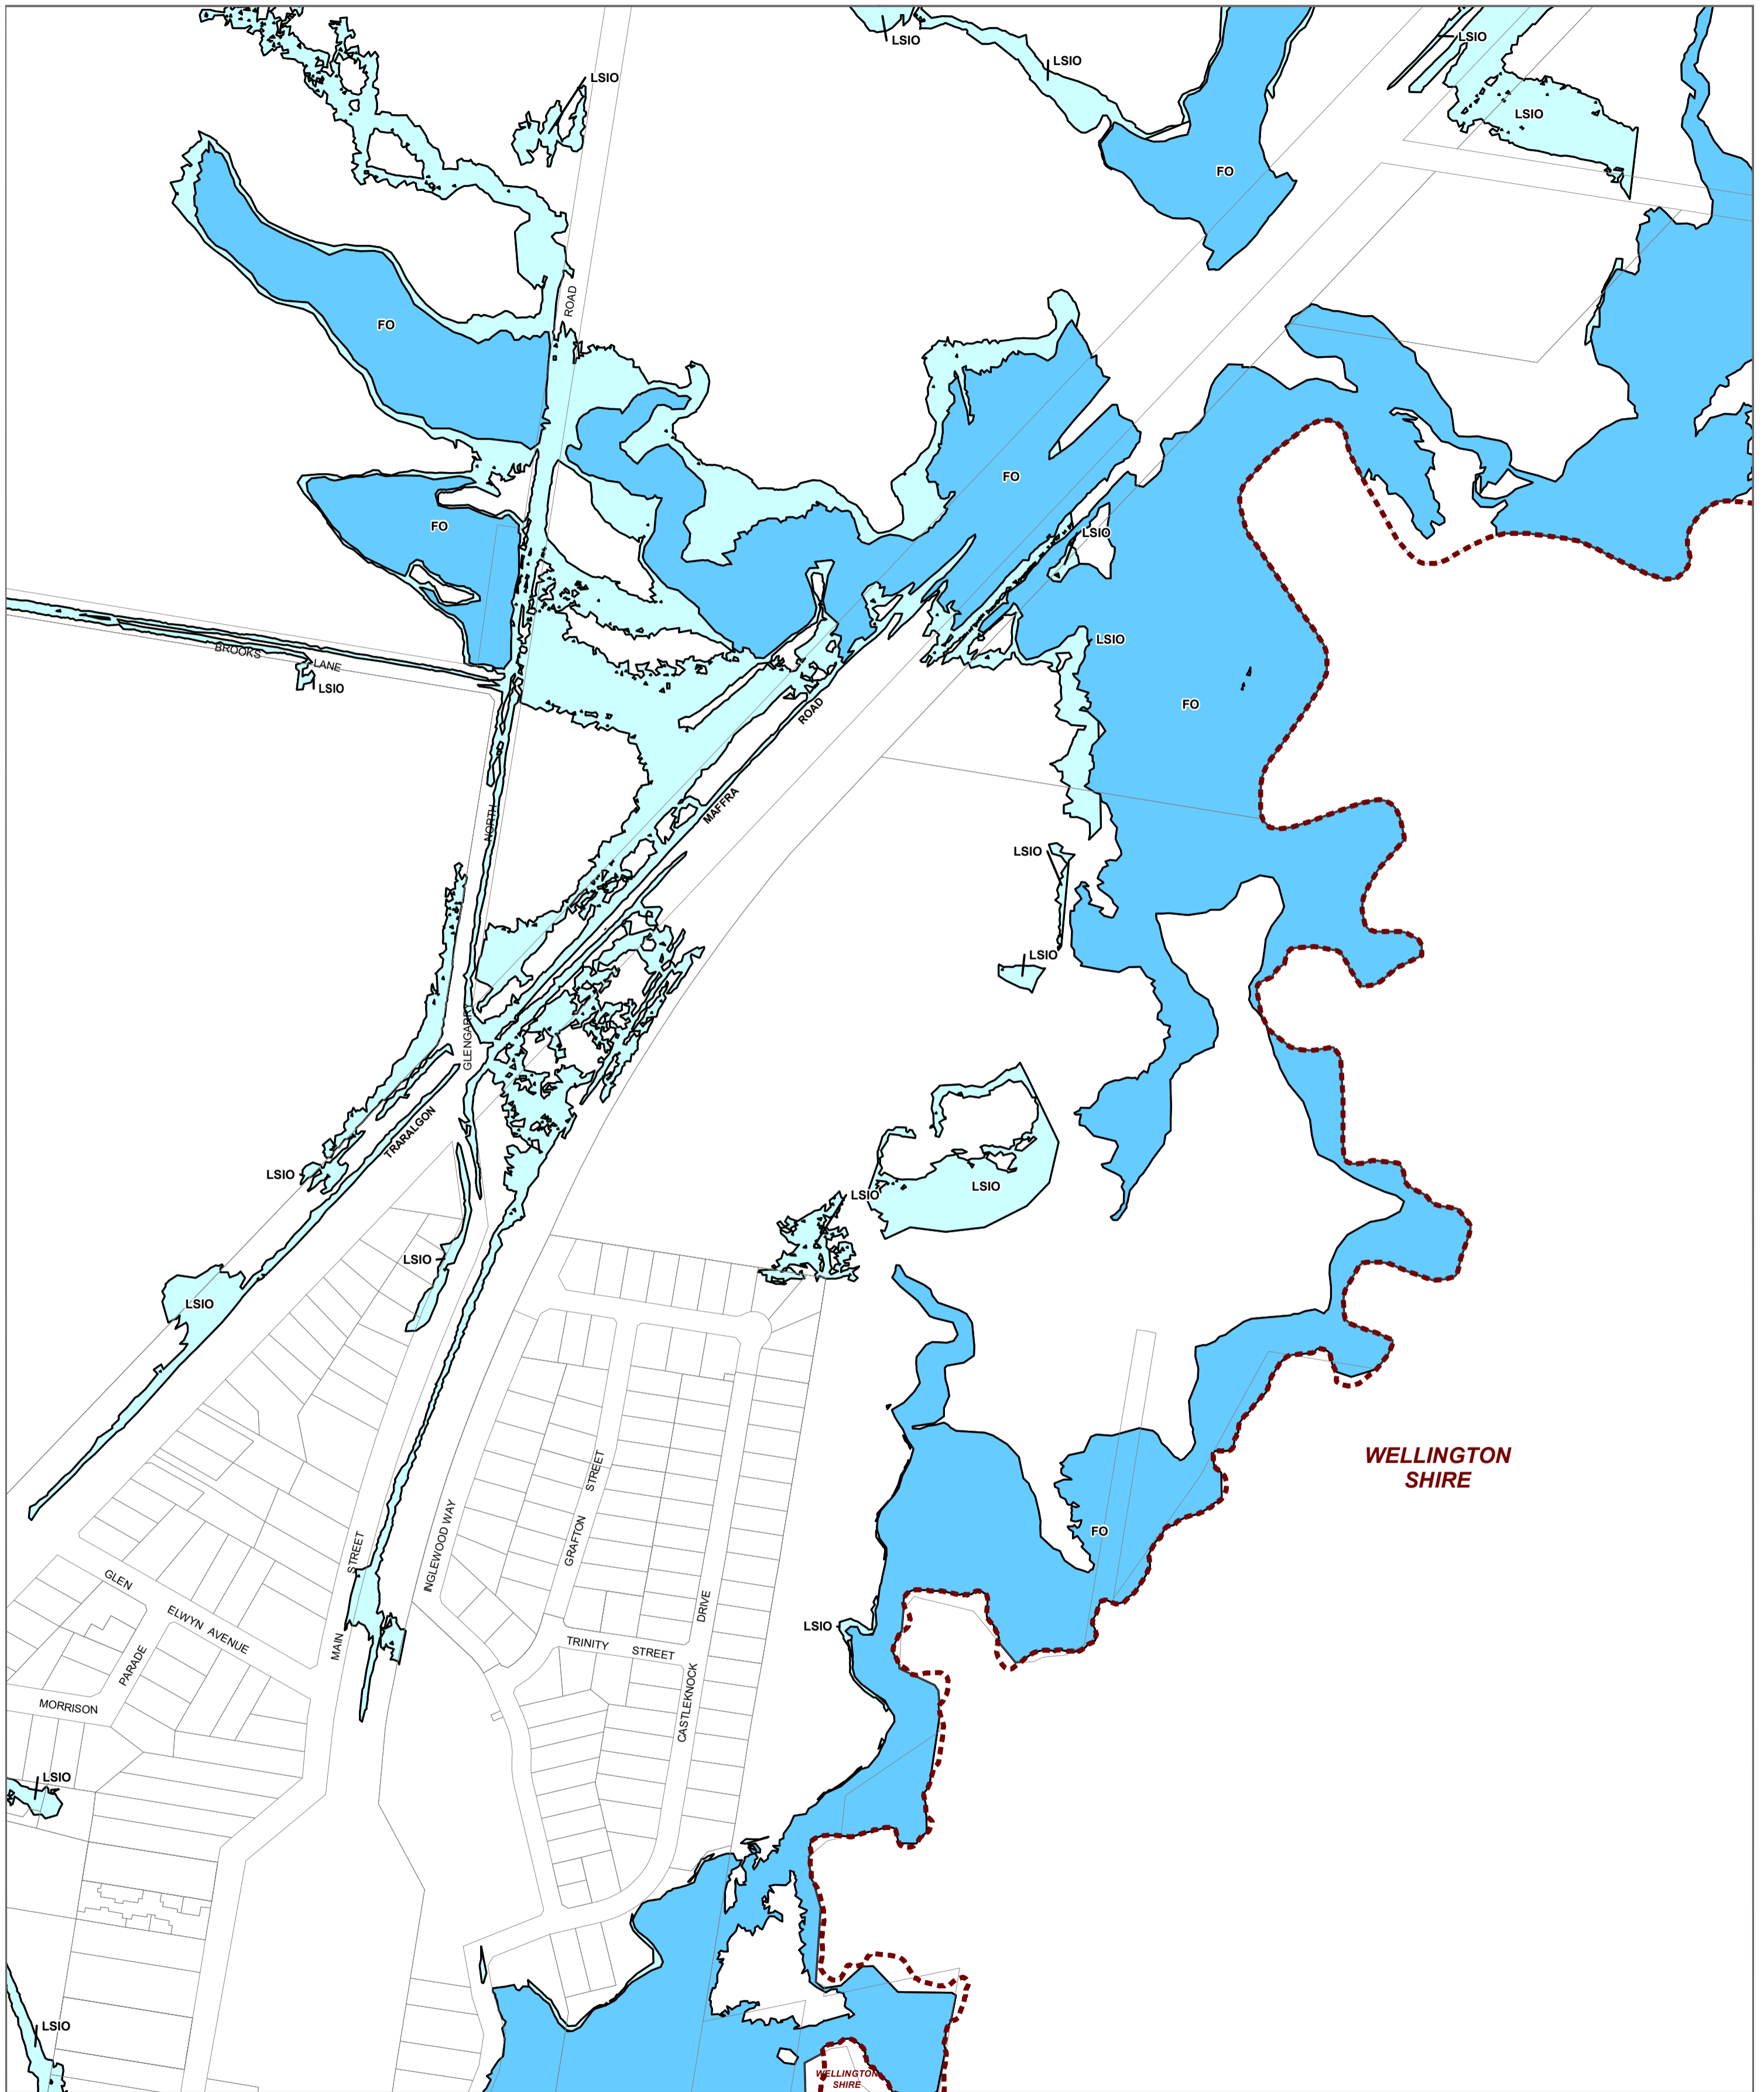 LSIO
LSIO
LSIO
LSIO
LSIO
FO
ROAD
FO
FO
FO
LSIO
LSIO
BROOKS
LANE
LSIO
FO
ROAD
MAFFRA
NORTH
LSIO
LSIO
GLENGARRY
TRARALGON
LSIO
LSIO
LSIO
LSIO
LSIO
WELLINGTON
SHIRE
STREET
INGLEWOOD WAY
GRAFTON
STREET
FO
GLEN
ELWYN AVENUE
MAIN
DRIVE
LSIO
TRINITY
STREET
PARADE
MORRISON
CASTLEKNOCK
LSIO
LSIO
WELLINGTON
SHIRE